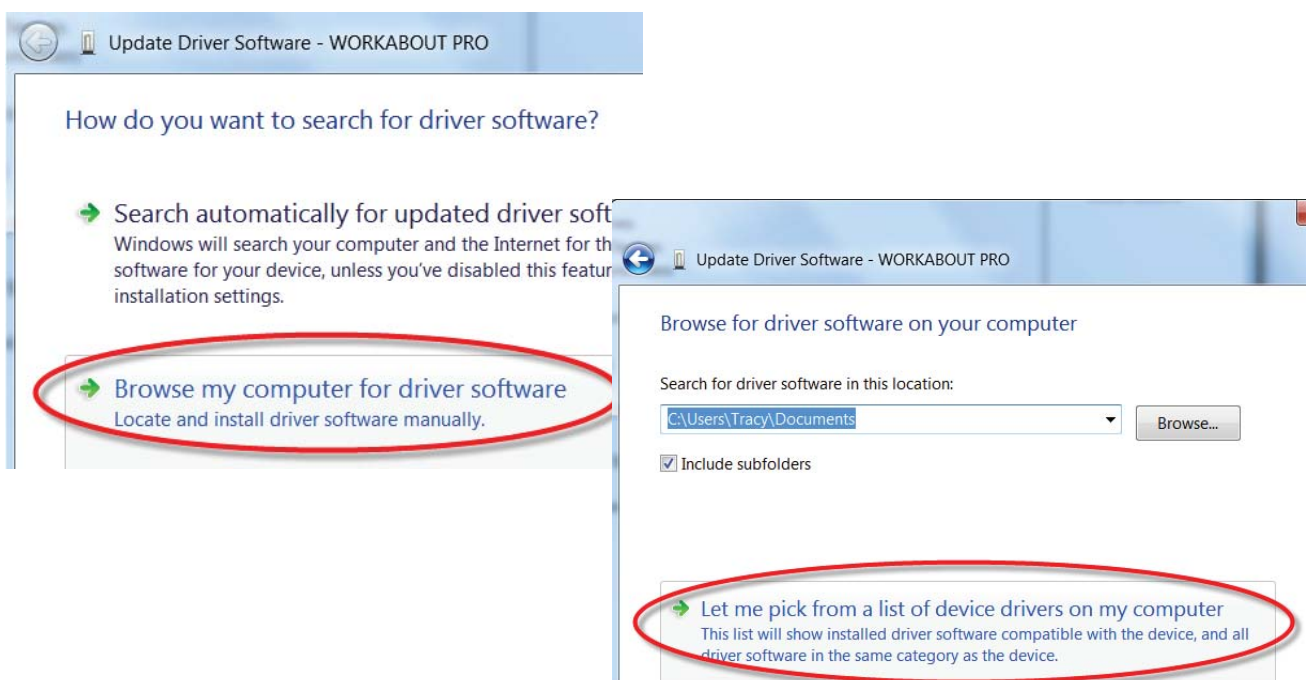 Update Driver Software - WORKABOUT PRO
How do you want to search for driver software?
Search automatically for updated driver soft
Windows will search your computer and the Internet for th
software for your device, unless you've disabled this featur
installation settings.
Browse my computer for driver software
Locate and install driver software manually.
Update Driver Software - WORKABOUT PRO
Browse for driver software on your computer
Search for driver software in this location:
C:\Users\Tracy\Documents
Browse...
Include subfolders
Let me pick from a list of device drivers on my computer
This list will show installed driver software compatible with the device, and all
driver software in the same category as the device.